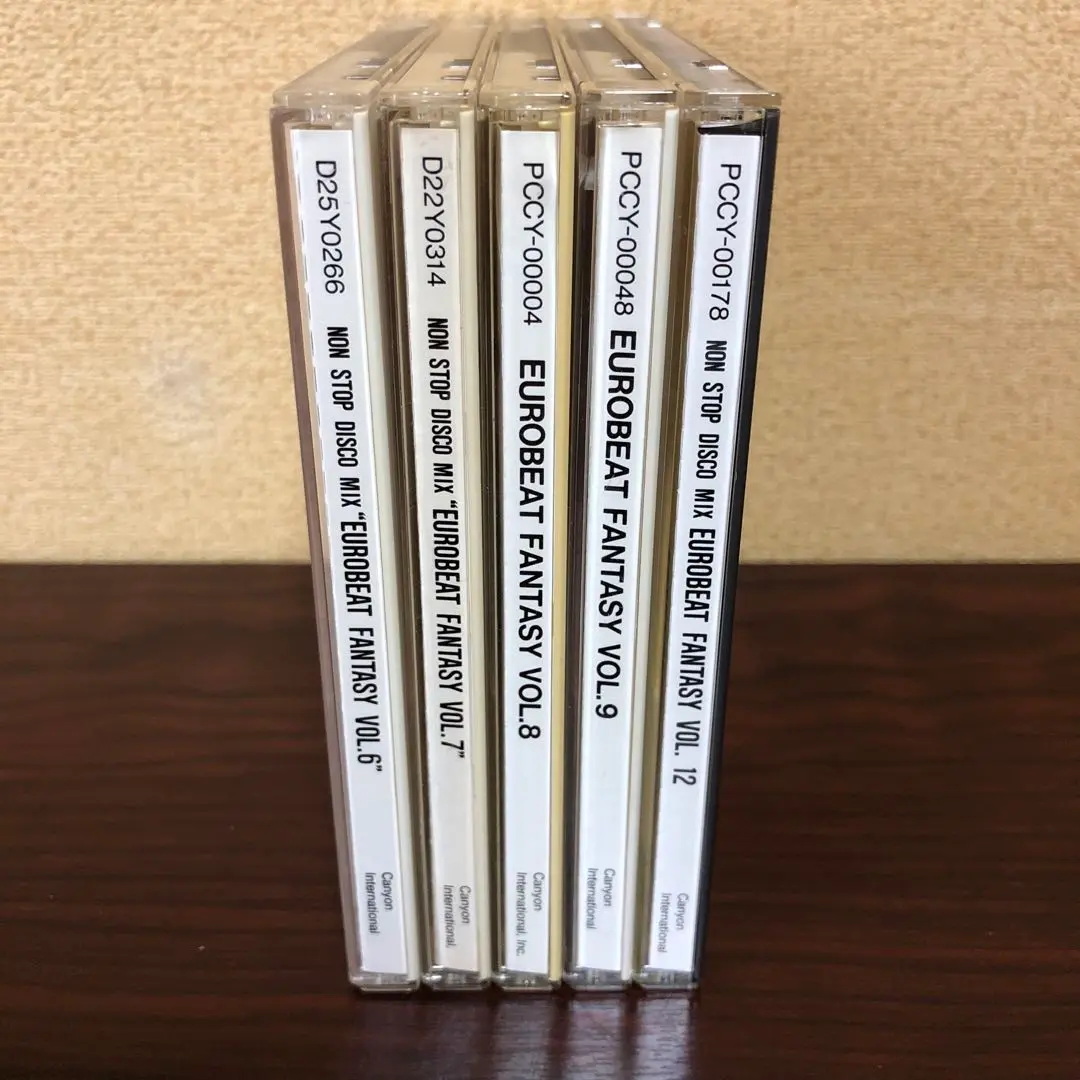 D25Y0266 NON STOP DISCO MIX "EUROBEAT FANTASY VOL.6"
Canyon
International
D22Y0314 NON STOP DISCO MIX "EUROBEAT FANTASY VOL.7"
Canyon
International,
PCCY-00004 EUROBEAT FANTASY VOL.8
Canyon
International, Inc.
PCCY-00048 EUROBEAT FANTASY VOL.9
Canyon
International
PCCY-00178 NON STOP DISCO MIX EUROBEAT FANTASY VOL. 12
Canyon
International